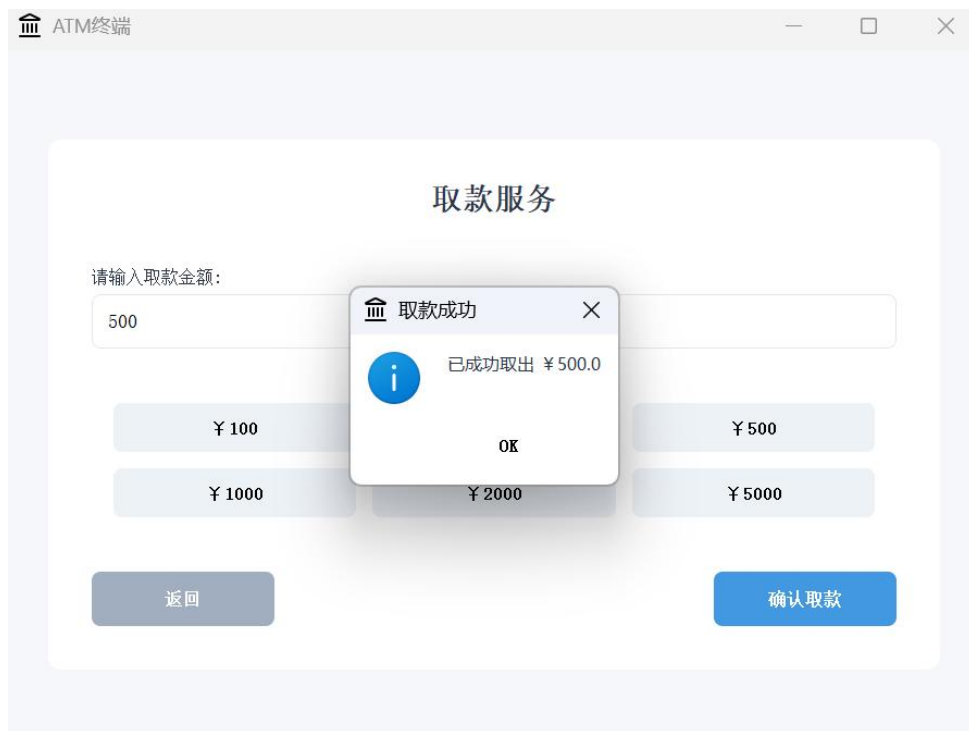 ATM终端
取款服务
请输入取款金额:
500
取款成功
已成功取出 ￥500.0
OK
￥100
￥500
￥1000
￥2000
￥5000
返回
确认取款